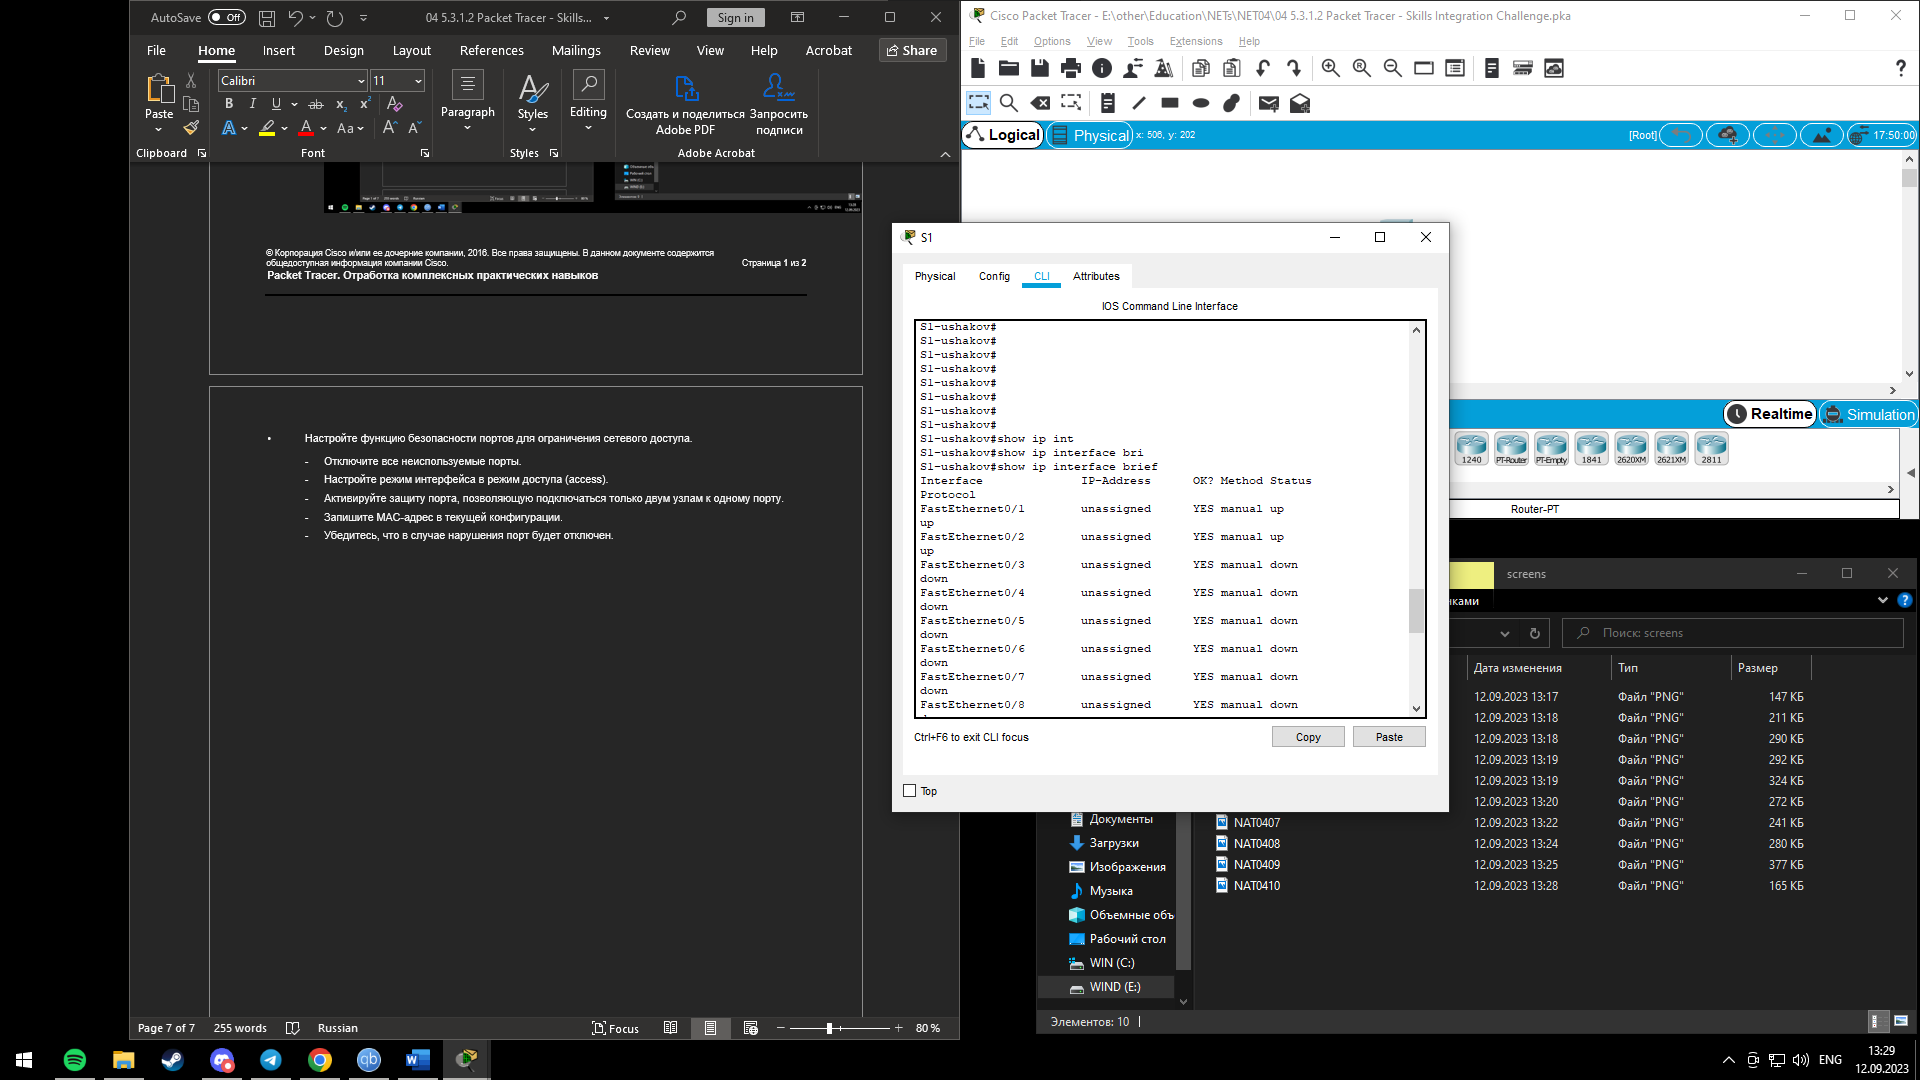 AutoSave Off 04 5.3.1.2 Packet Tracer - Skills... Sign in
File Home Insert Design Layout References Mailings Review View Help Acrobat Share
Paste
Calibri 11
Paragraph
Styles
Editing
Создать и поделиться Adobe PDF
Запросить подписи
Clipboard Font Styles Adobe Acrobat
© Корпорация Cisco и/или ее дочерние компании, 2016. Все права защищены. В данном документе содержится
общедоступная информация компании Cisco. Страница 1 из 2
Packet Tracer. Отработка комплексных практических навыков
• Настройте функцию безопасности портов для ограничения сетевого доступа.
- Отключите все неиспользуемые порты.
- Настройте режим интерфейса в режим доступа (access).
- Активируйте защиту порта, позволяющую подключаться только двум узлам к одному порту.
- Запишите МАС-адрес в текущей конфигурации.
- Убедитесь, что в случае нарушения порт будет отключен.
Page 7 of 7 255 words Russian Focus 80 %
Cisco Packet Tracer - E:\other\Education\NETs\NET04\04 5.3.1.2 Packet Tracer - Skills Integration Challenge.pka
File Edit Options View Tools Extensions Help
Logical Physical x: 506, y: 202 [Root] 17:50:00
S1
Physical Config CLI Attributes
IOS Command Line Interface
S1-ushakov#
S1-ushakov#
S1-ushakov#
S1-ushakov#
S1-ushakov#
S1-ushakov#
S1-ushakov#
S1-ushakov#
S1-ushakov#show ip int
S1-ushakov#show ip interface bri
S1-ushakov#show ip interface brief
Interface IP-Address OK? Method Status
Protocol
FastEthernet0/1 unassigned YES manual up
up
FastEthernet0/2 unassigned YES manual up
up
FastEthernet0/3 unassigned YES manual down
down
FastEthernet0/4 unassigned YES manual down
down
FastEthernet0/5 unassigned YES manual down
down
FastEthernet0/6 unassigned YES manual down
down
FastEthernet0/7 unassigned YES manual down
down
FastEthernet0/8 unassigned YES manual down
Ctrl+F6 to exit CLI focus Copy Paste
Top
Realtime Simulation
1240 PT-Router PT-Empty 1841 2620XM 2621XM 2811
Router-PT
screens
нками
Поиск: screens
Дата изменения Тип Размер
12.09.2023 13:17 Файл "PNG" 147 КБ
12.09.2023 13:18 Файл "PNG" 211 КБ
12.09.2023 13:18 Файл "PNG" 290 КБ
12.09.2023 13:19 Файл "PNG" 292 КБ
12.09.2023 13:19 Файл "PNG" 324 КБ
12.09.2023 13:20 Файл "PNG" 272 КБ
NAT0407 12.09.2023 13:22 Файл "PNG" 241 КБ
NAT0408 12.09.2023 13:24 Файл "PNG" 280 КБ
NAT0409 12.09.2023 13:25 Файл "PNG" 377 КБ
NAT0410 12.09.2023 13:28 Файл "PNG" 165 КБ
Документы
Загрузки
Изображения
Музыка
Объемные объ
Рабочий стол
WIN (C:)
WIND (E:)
Элементов: 10
ENG 13:29
12.09.2023